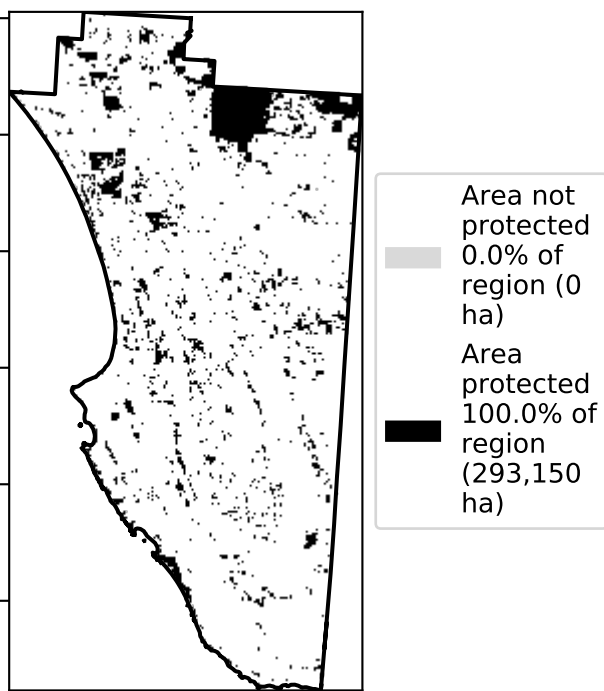 Area not
protected
0.0% of
region (0
ha)
Area
protected
100.0% of
region
(293,150
ha)